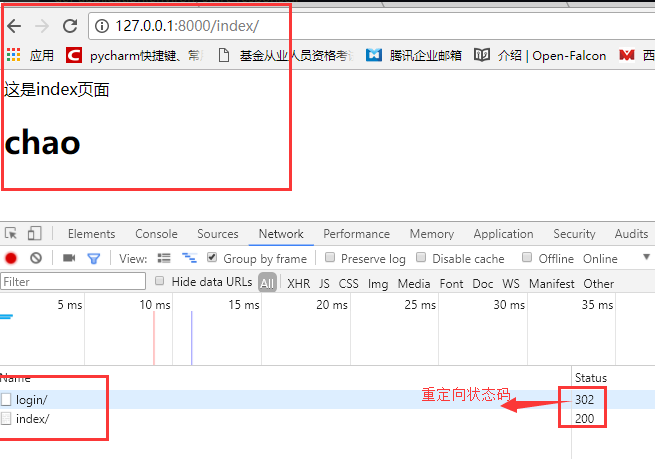 127.0.0.1:8000/index/
应用 pycharm快捷键、常 基金从业人员资格考 腾讯企业邮箱 介绍 | Open-Falcon 西
这是index页面
chao
Elements Console Sources Network Performance Memory Application Security Audits
View: Group by frame Preserve log Disable cache Offline Online
Filter Hide data URLs All XHR JS CSS Img Media Font Doc WS Manifest Other
5 ms 10 ms 15 ms 20 ms 25 ms 30 ms 35 ms
Name Status
login/ 重定向状态码 302
index/ 200